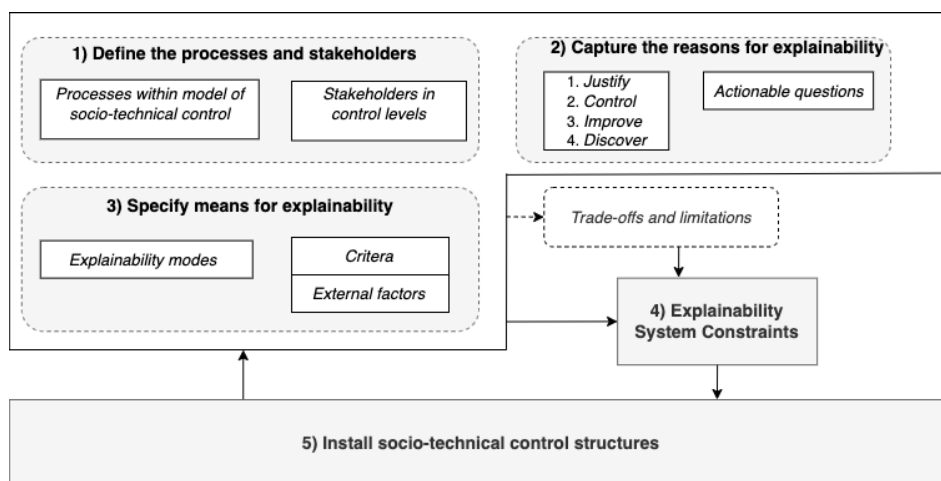 1) Define the processes and stakeholders
Processes within model of
socio-technical control
Stakeholders in
control levels
2) Capture the reasons for explainability
1. Justify
2. Control
3. Improve
4. Discover
Actionable questions
3) Specify means for explainability
Explainability modes
Critera
External factors
Trade-offs and limitations
4) Explainability
System Constraints
5) Install socio-technical control structures